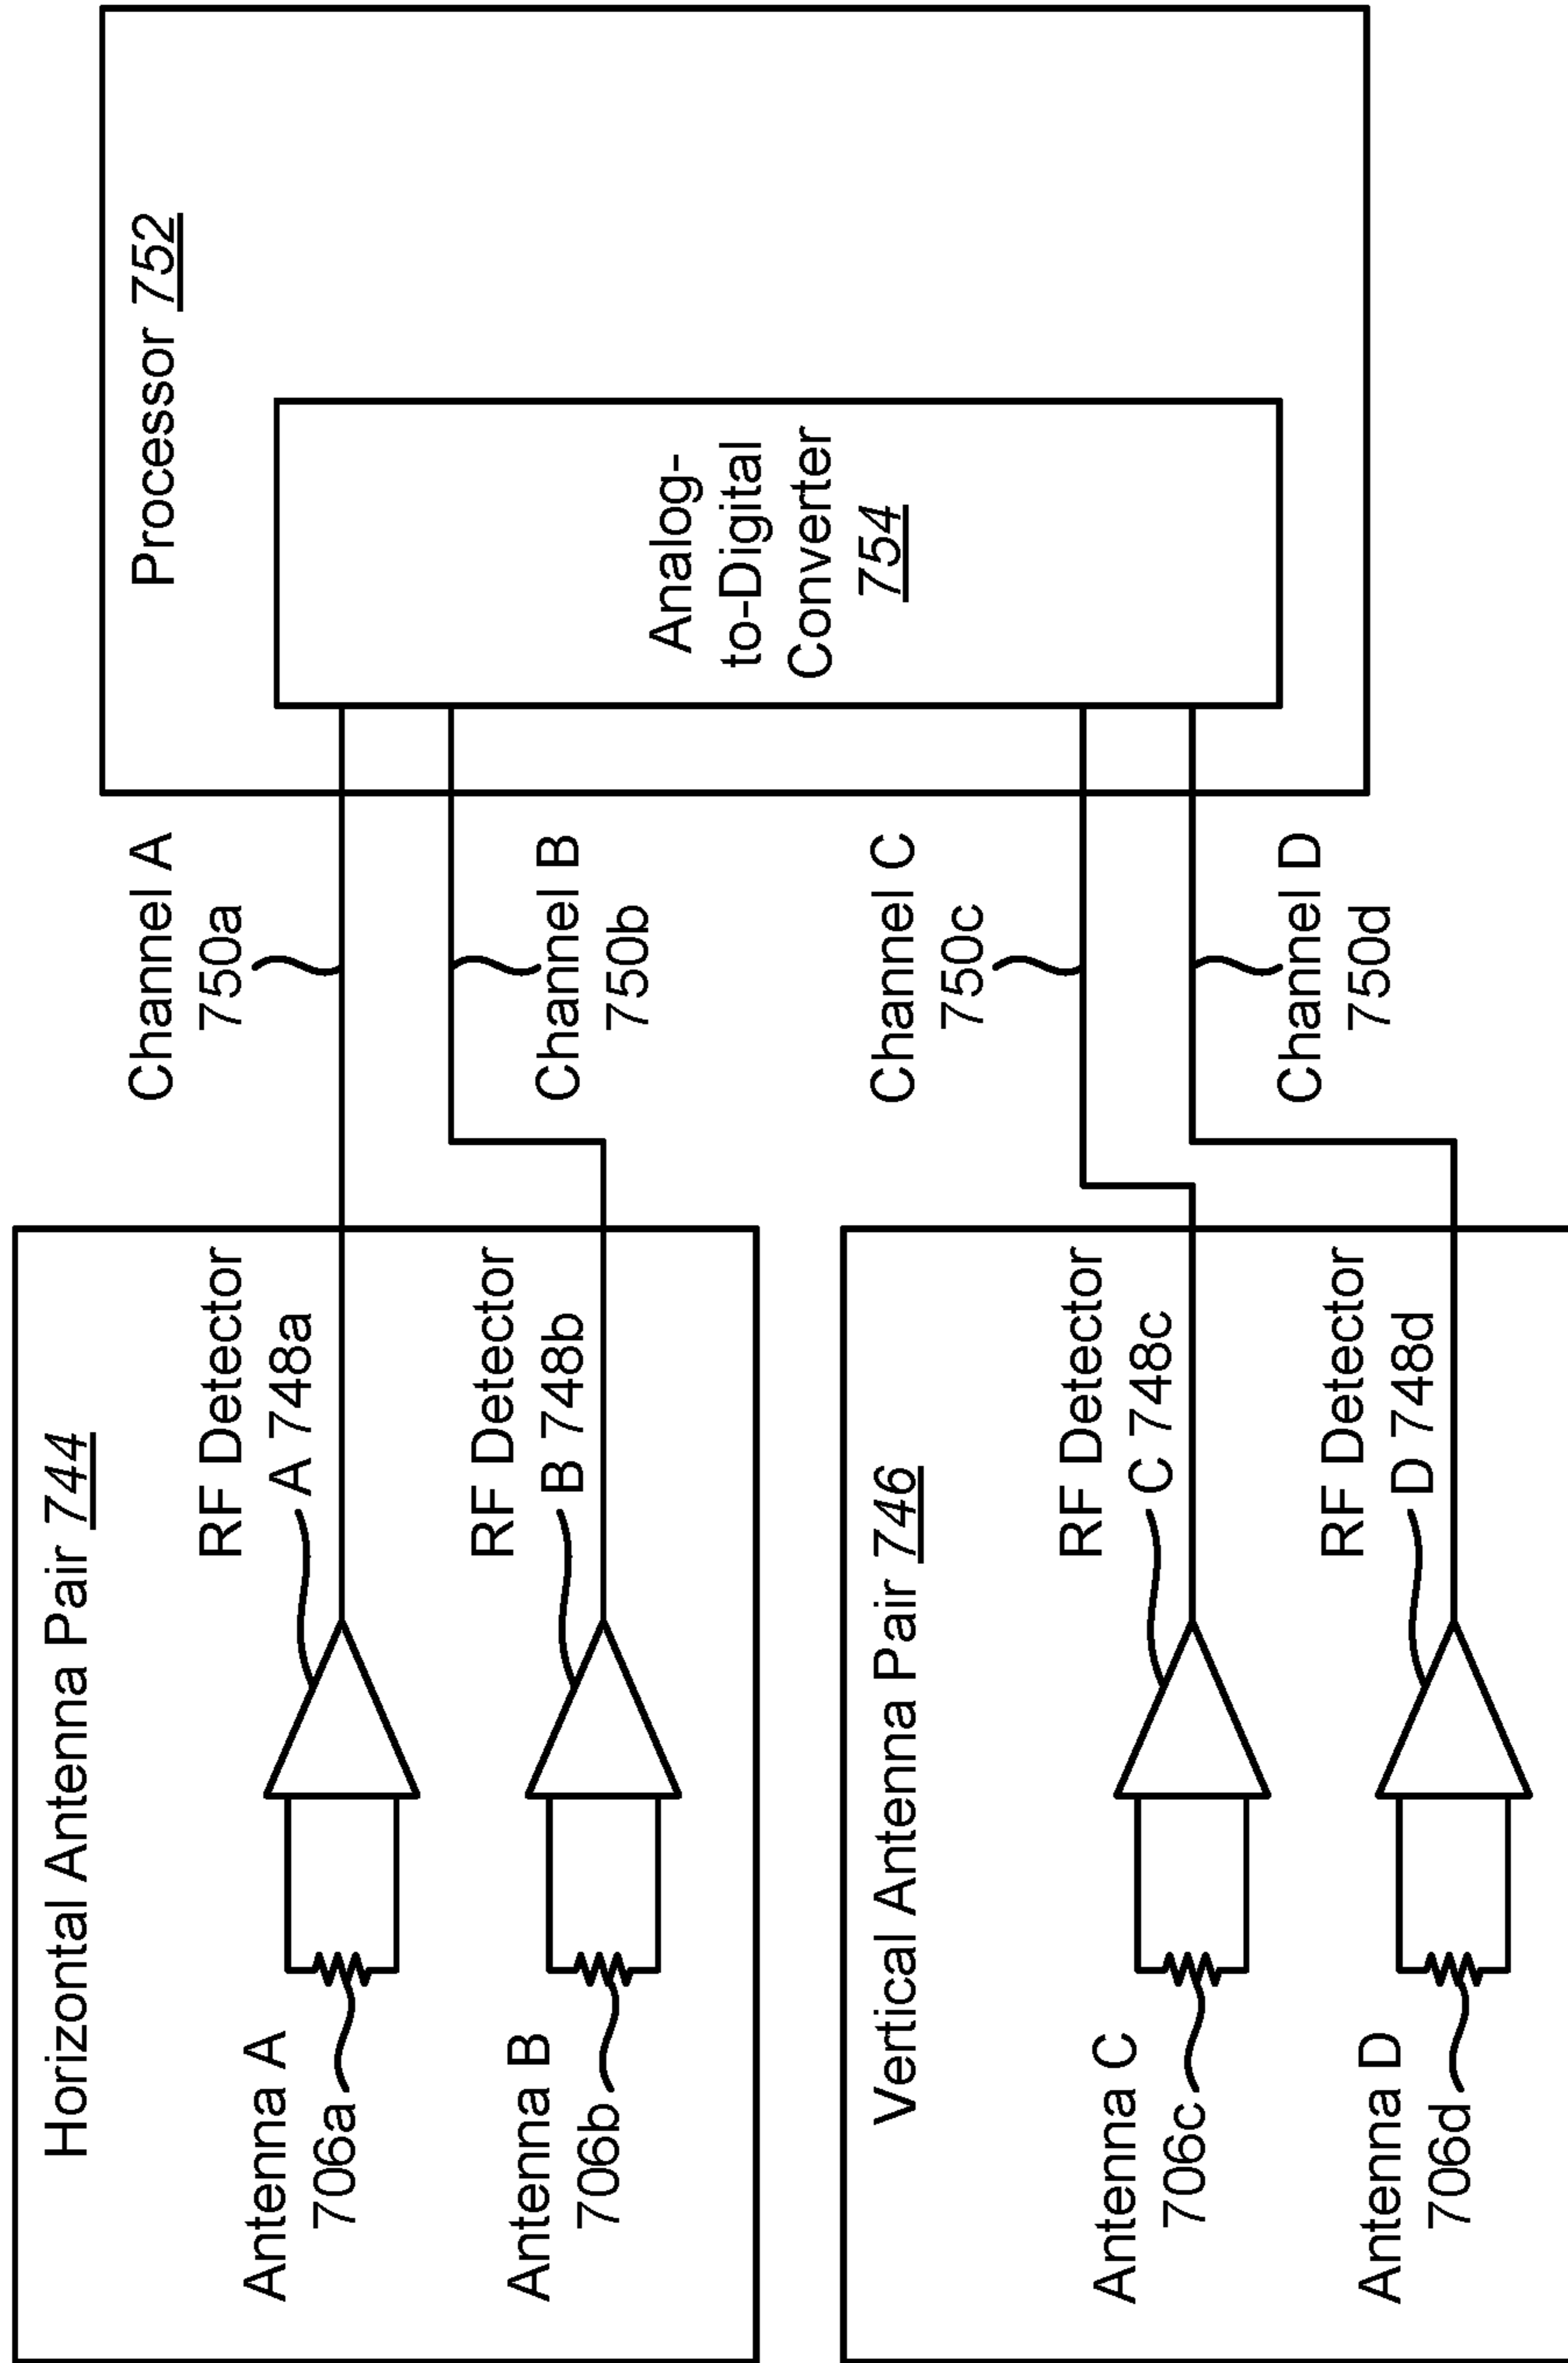 Horizontal Antenna Pair 744
Antenna A
706a
RF Detector
A 748a
Antenna B
706b
RF Detector
B 748b
Channel A
750a
Channel B
750b
Vertical Antenna Pair 746
Antenna C
706c
RF Detector
C 748c
Antenna D
706d
RF Detector
D 748d
Channel C
750c
Channel D
750d
Processor 752
Analog-
to-Digital
Converter
754